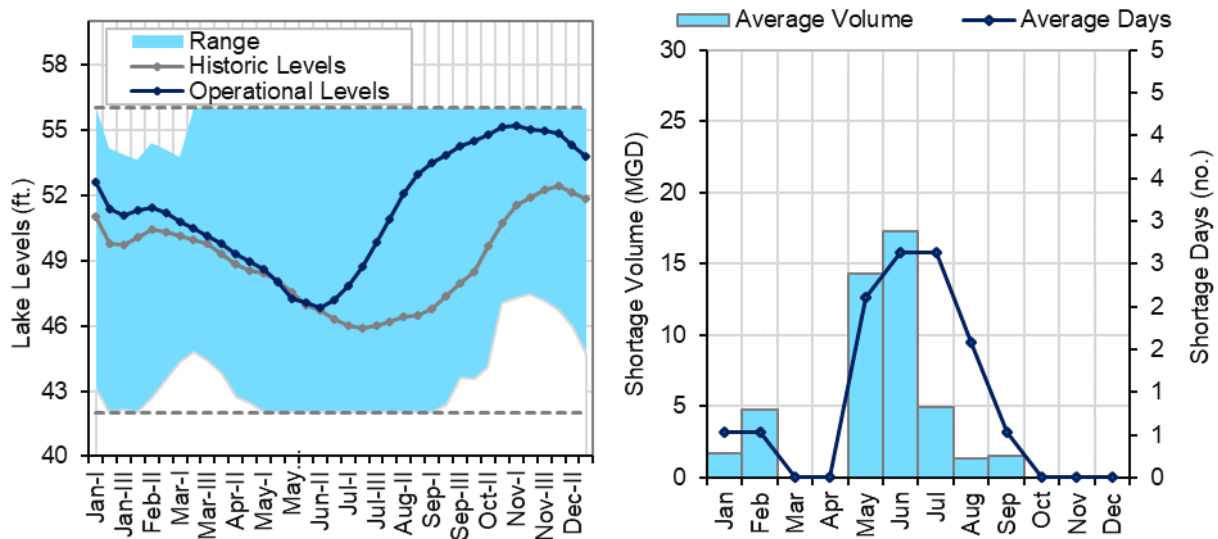 Range
Historic Levels
Operational Levels
Lake Levels (ft.)
58
55
52
49
46
43
40
Jan-I
Jan-III
Feb-II
Mar-I
Mar-III
Apr-II
May-I
May...
Jun-II
Jul-I
Jul-III
Aug-II
Sep-I
Sep-III
Oct-II
Nov-I
Nov-III
Dec-II
Average Volume
Average Days
Shortage Volume (MGD)
30
25
20
15
10
5
0
Shortage Days (no.)
5
5
4
4
3
3
2
2
1
1
0
Jan
Feb
Mar
Apr
May
Jun
Jul
Aug
Sep
Oct
Nov
Dec